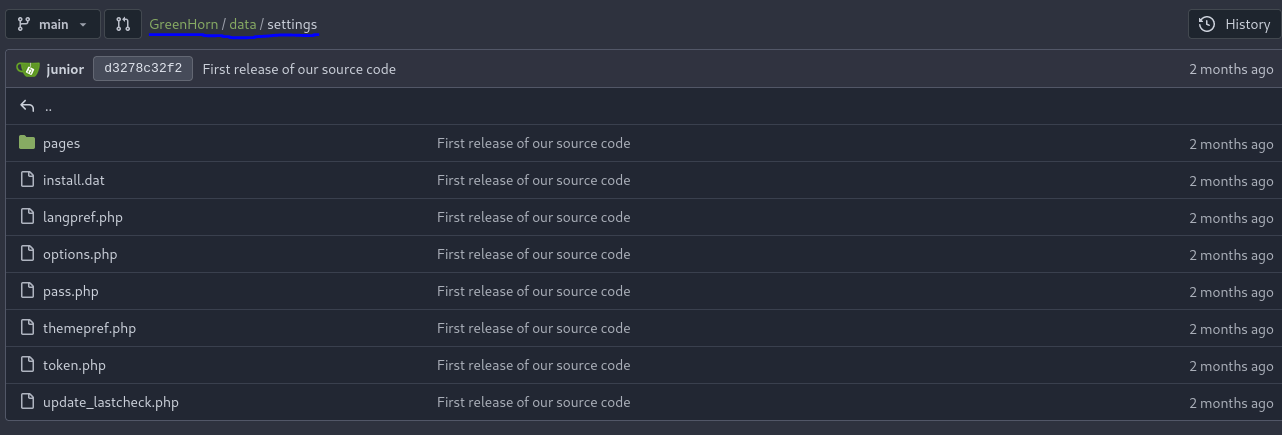 main GreenHorn / data / settings History
junior d3278c32f2 First release of our source code 2 months ago
..
pages First release of our source code 2 months ago
install.dat First release of our source code 2 months ago
langpref.php First release of our source code 2 months ago
options.php First release of our source code 2 months ago
pass.php First release of our source code 2 months ago
themepref.php First release of our source code 2 months ago
token.php First release of our source code 2 months ago
update_lastcheck.php First release of our source code 2 months ago